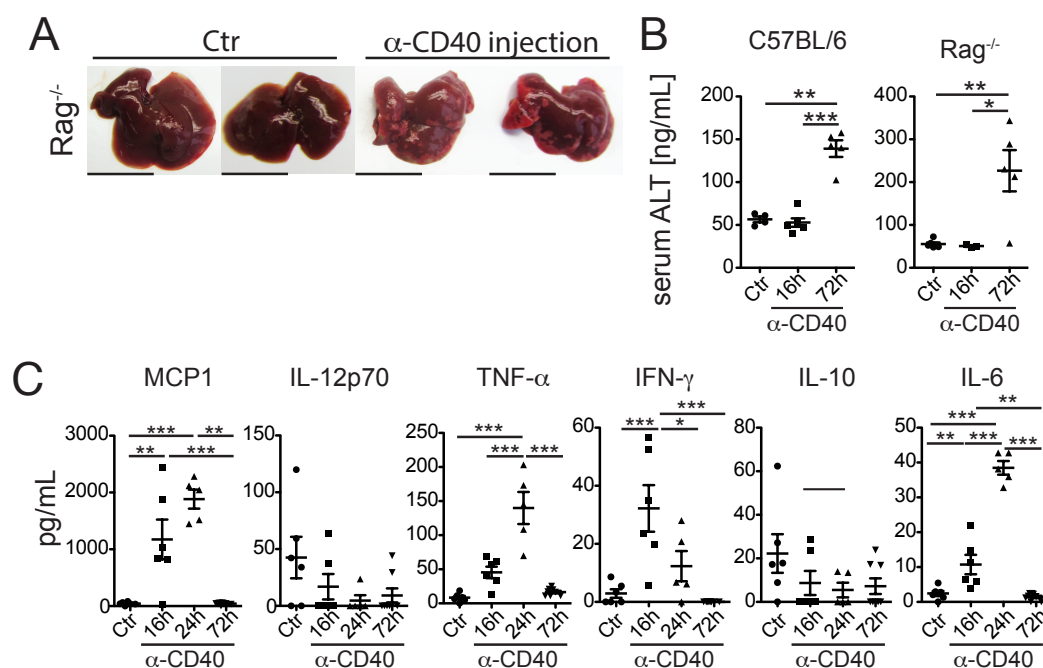 A
Ctr
α-CD40 injection
Rag-/-
B
C57BL/6
Rag-/-
serum ALT [ng/mL]
200
150
100
50
0
**
***
Ctr
16h
72h
α-CD40
400
300
200
100
0
**
*
Ctr
16h
72h
α-CD40
C
MCP1
IL-12p70
TNF-α
IFN-γ
IL-10
IL-6
pg/mL
3000
2000
1000
0
*** **
** ***
Ctr
16h
24h
72h
α-CD40
150
100
50
0
Ctr
16h
24h
72h
α-CD40
250
200
150
100
50
0
***
*** ***
Ctr
16h
24h
72h
α-CD40
60
40
20
0
***
*** *
Ctr
16h
24h
72h
α-CD40
80
60
40
20
0
Ctr
16h
24h
72h
α-CD40
50
40
30
20
10
0
**
***
** *** ***
Ctr
16h
24h
72h
α-CD40